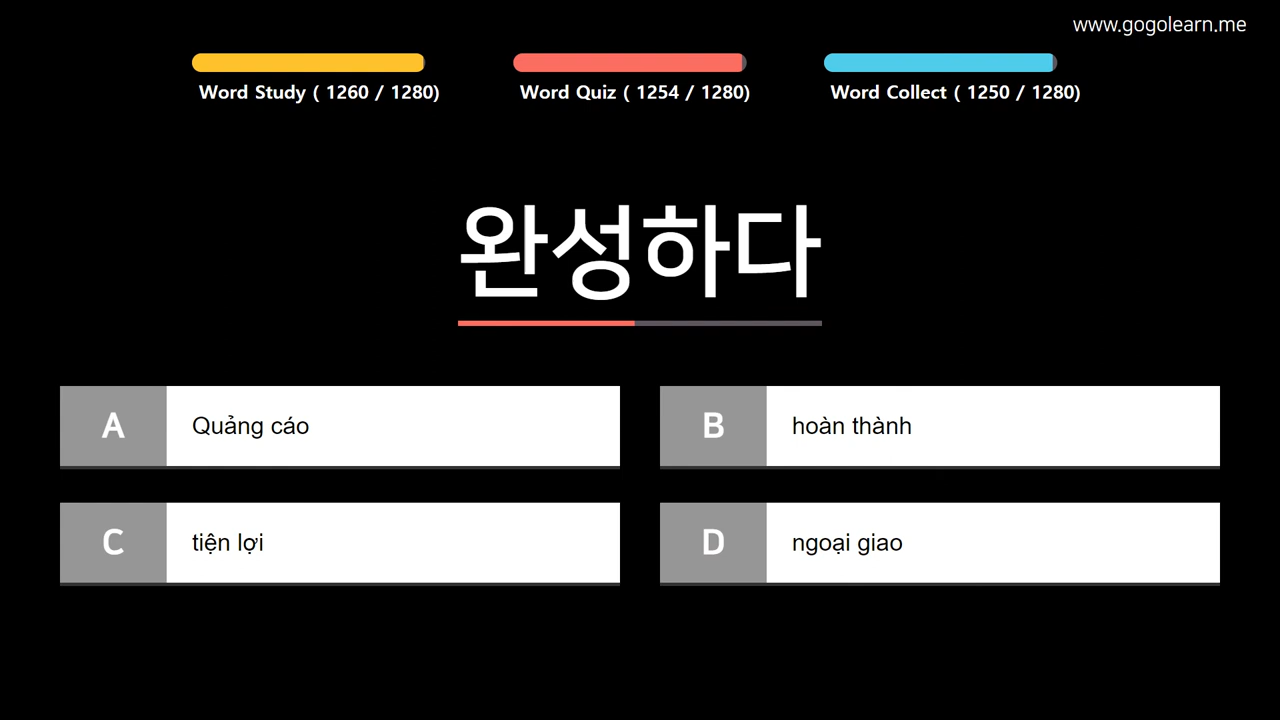 www.gogolearn.me
Word Study ( 1260 / 1280)
Word Quiz ( 1254 / 1280)
Word Collect ( 1250 / 1280)
완성하다
A Quảng cáo
B hoàn thành
C tiện lợi
D ngoại giao